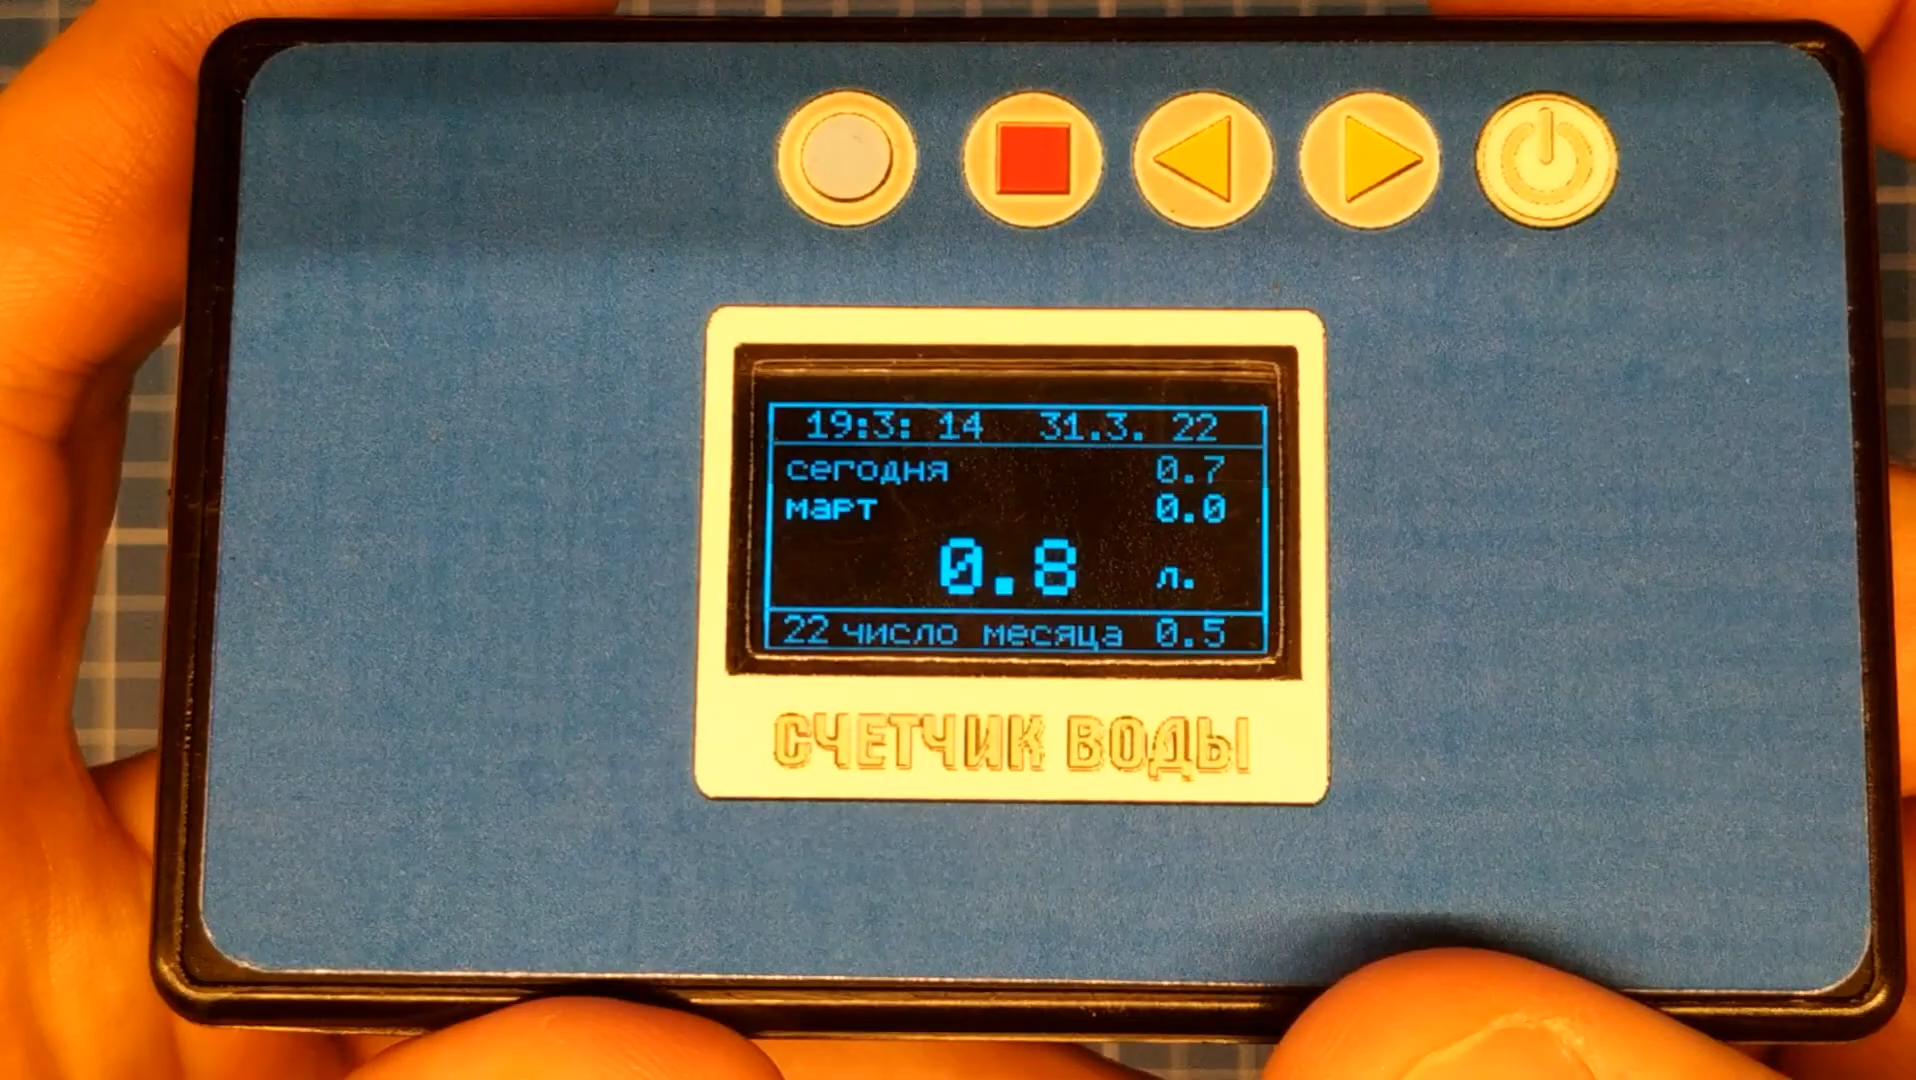 19:3: 14 31.3. 22
сегодня 0.7
март 0.0
0.8 л.
22 число месяца 0.5
СЧЕТЧИК ВОДЫ